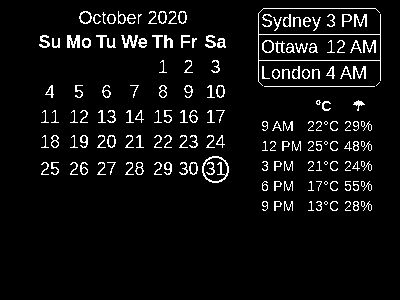 October 2020
Su Mo Tu We Th Fr Sa
1 2 3
4 5 6 7 8 9 10
11 12 13 14 15 16 17
18 19 20 21 22 23 24
25 26 27 28 29 30 31
Sydney 3 PM
Ottawa 12 AM
London 4 AM
°C ☂
9 AM 22°C 29%
12 PM 25°C 48%
3 PM 21°C 24%
6 PM 17°C 55%
9 PM 13°C 28%